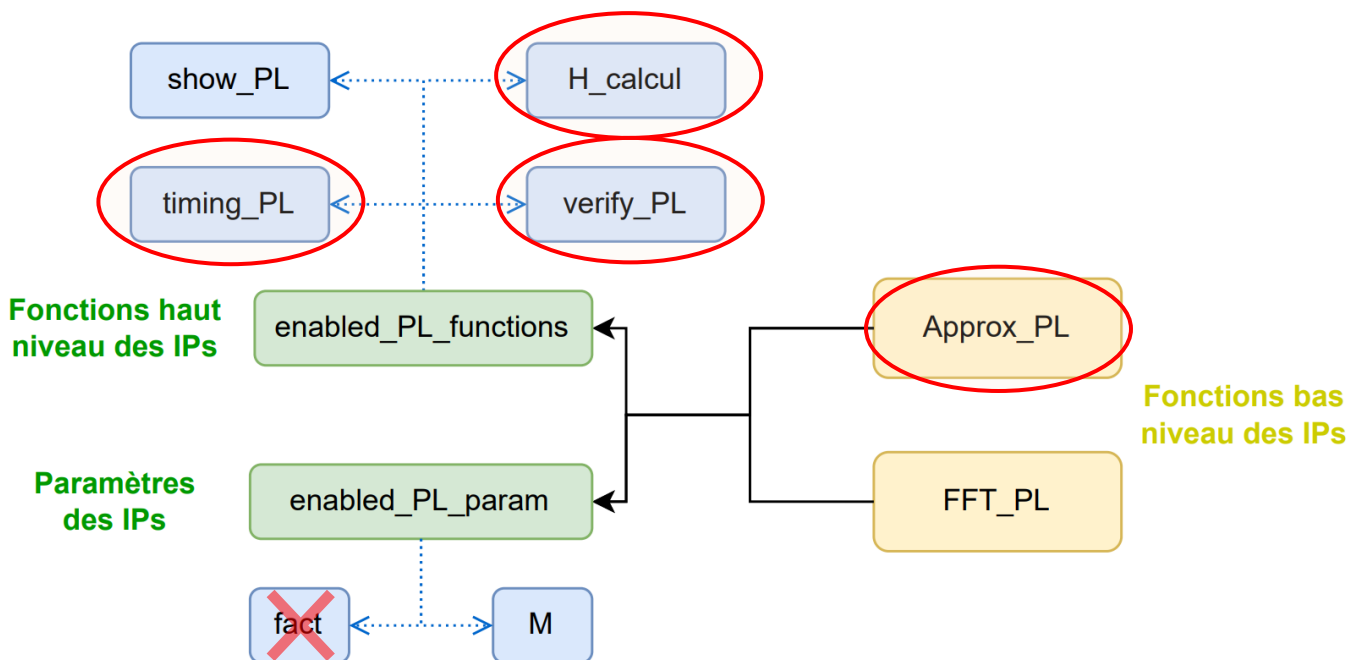 show_PL
H_calcul
timing_PL
verify_PL
Fonctions haut
niveau des IPs
enabled_PL_functions
Approx_PL
Fonctions bas
niveau des IPs
Paramètres
des IPs
enabled_PL_param
FFT_PL
fact
M